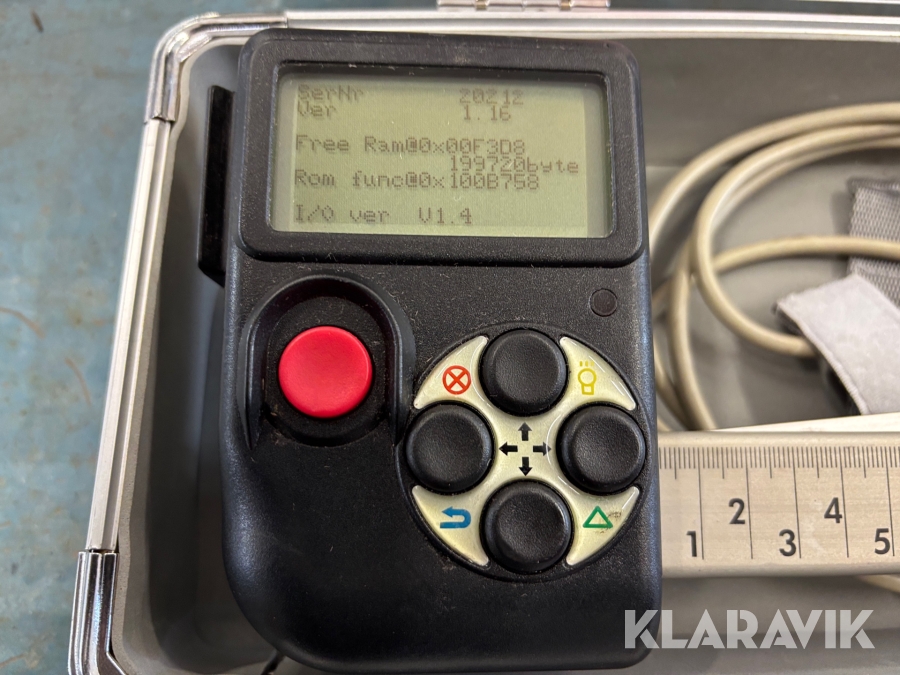 SerNr 20212
Ver 1.16
Free Ram@0x00F3D8
199720byte
Rom func@0x100B758
I/O ver V1.4
1 2 3 4 5
KLARAVIK